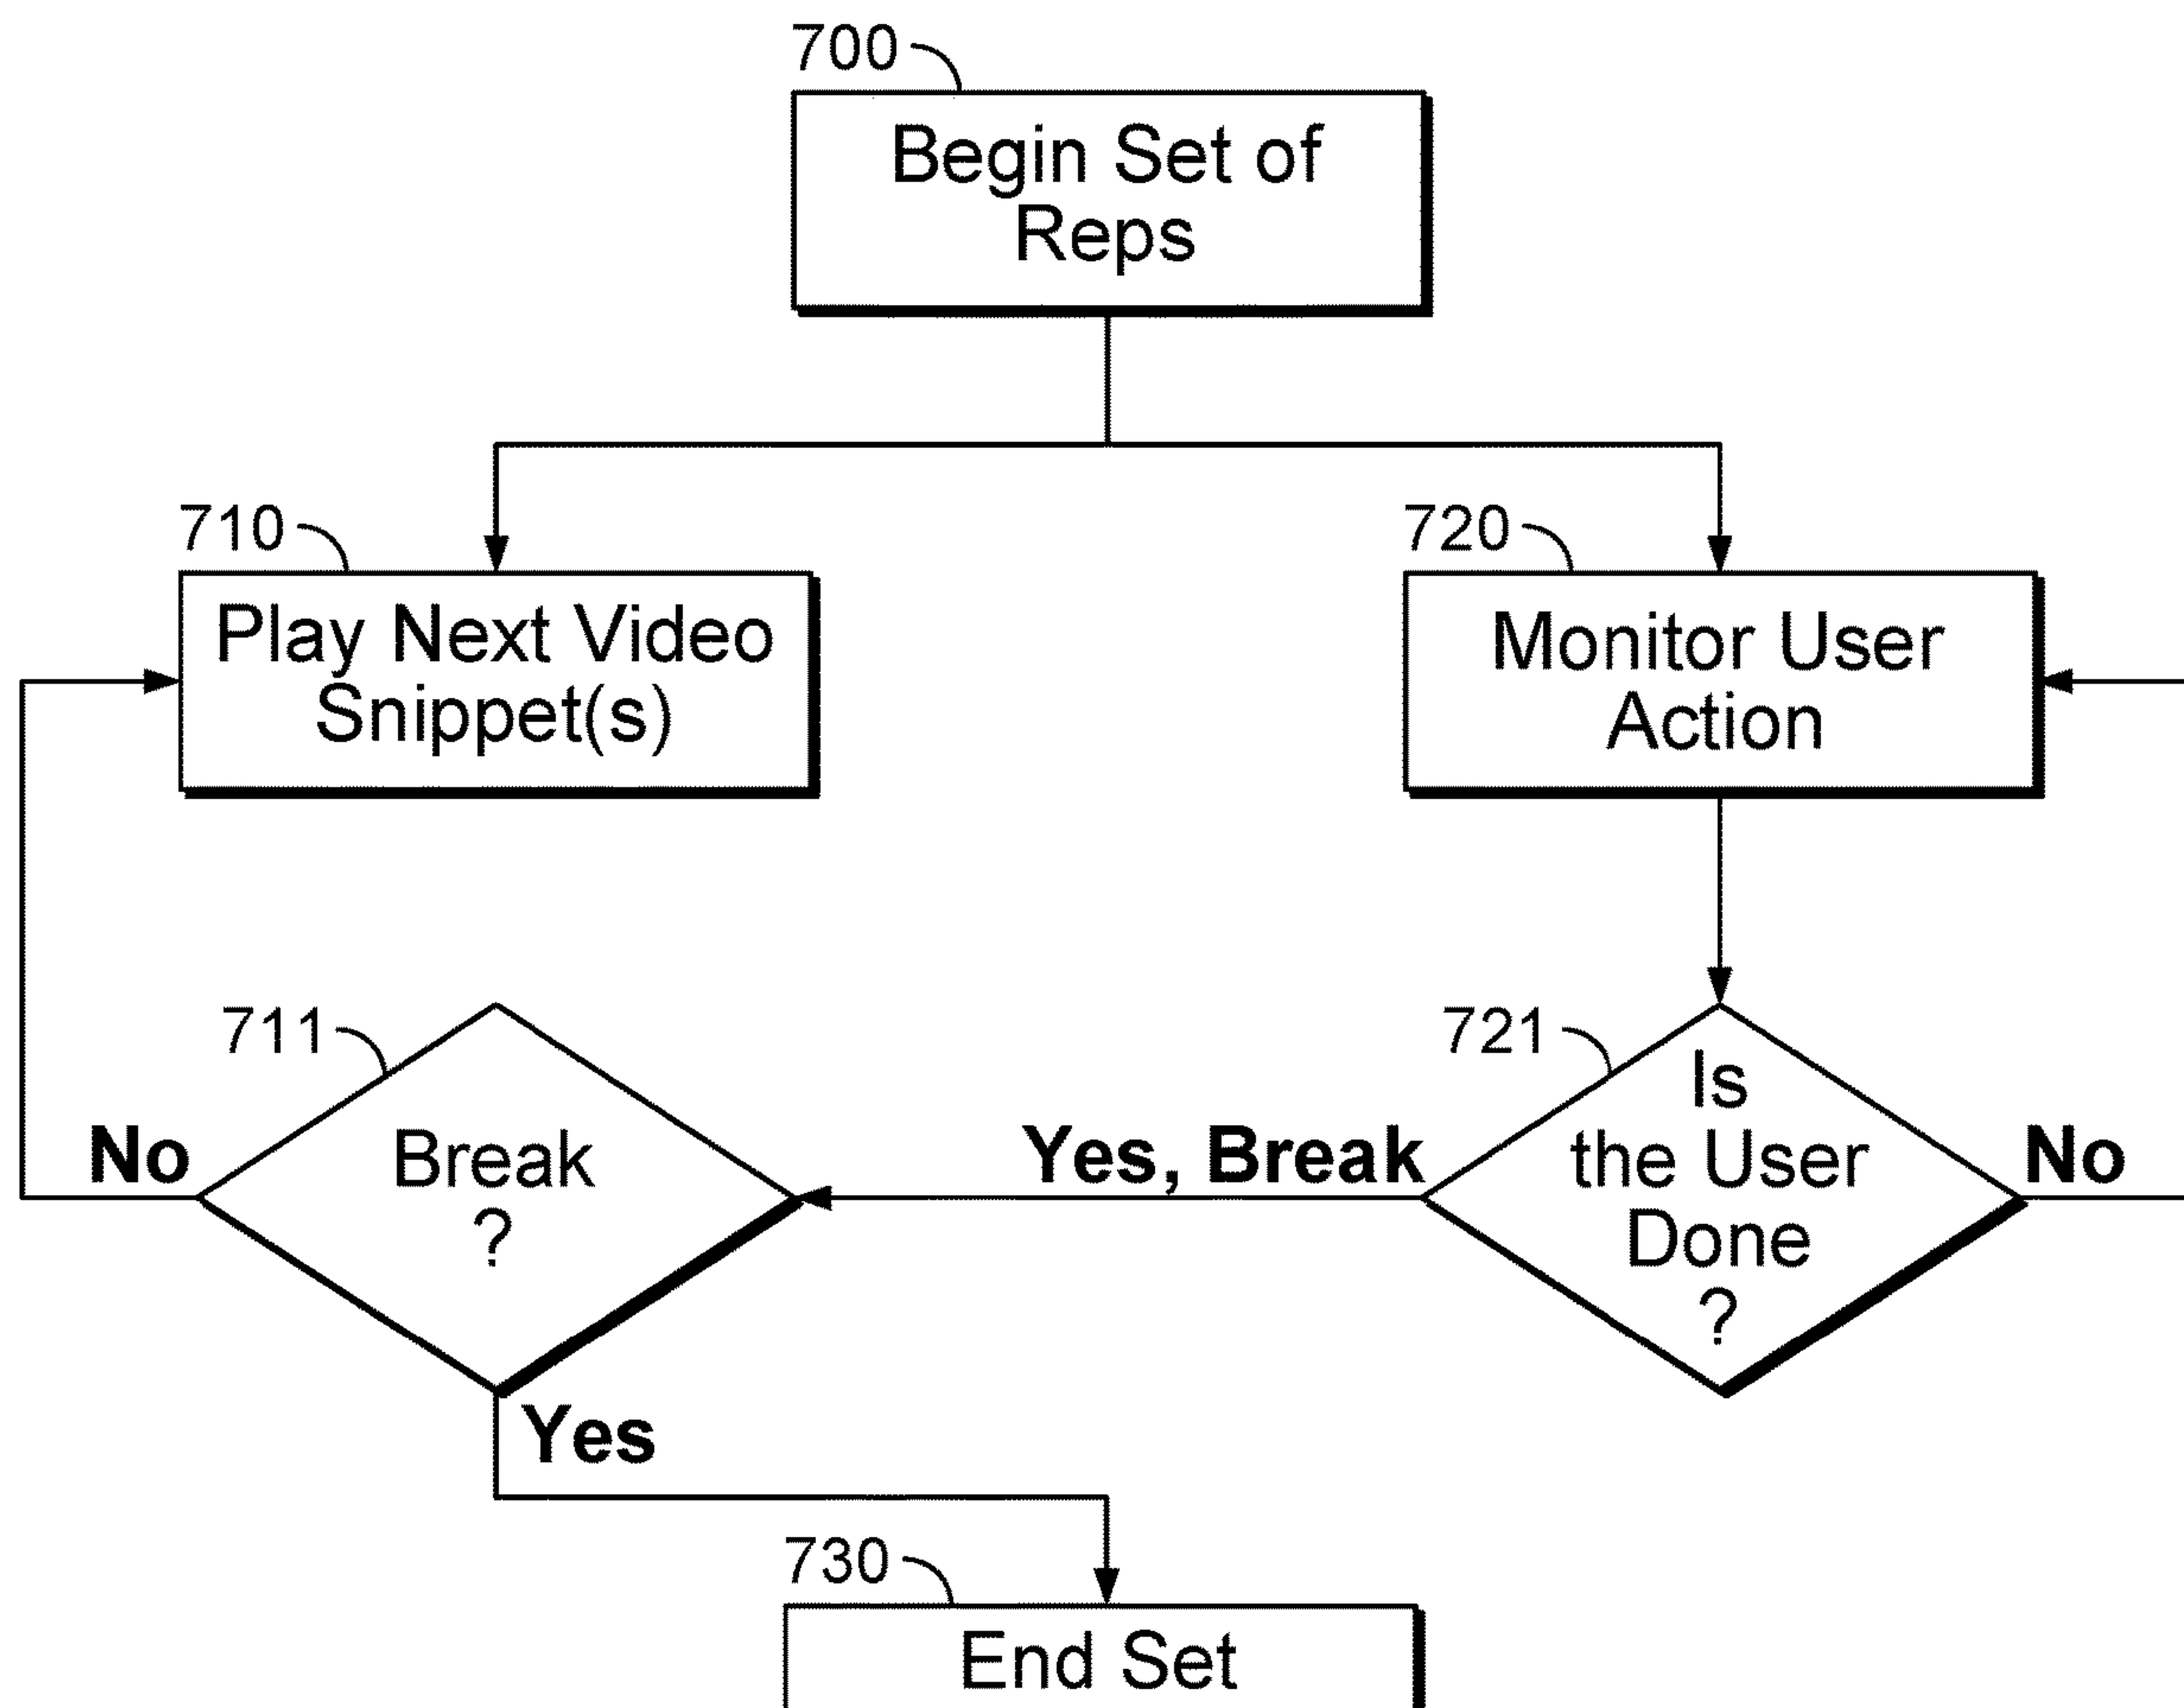 700
Begin Set of
Reps
710
Play Next Video
Snippet(s)
720
Monitor User
Action
711
Break
?
No
Yes
Yes, Break
721
Is
the User
Done
?
No
730
End Set